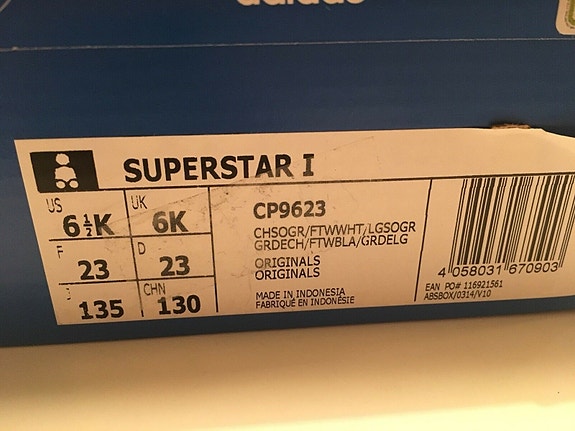 adidas
SUPERSTAR I
US 6½K UK 6K
F 23 D 23
J 135 CHN 130
CP9623
CHSOGR/FTWWHT/LGSOGR
GRDECH/FTWBLA/GRDELG
ORIGINALS
ORIGINALS
MADE IN INDONESIA
FABRIQUÉ EN INDONÉSIE
4 058031 670903
EAN PO# 116921561
ABSBOX/0314/V10